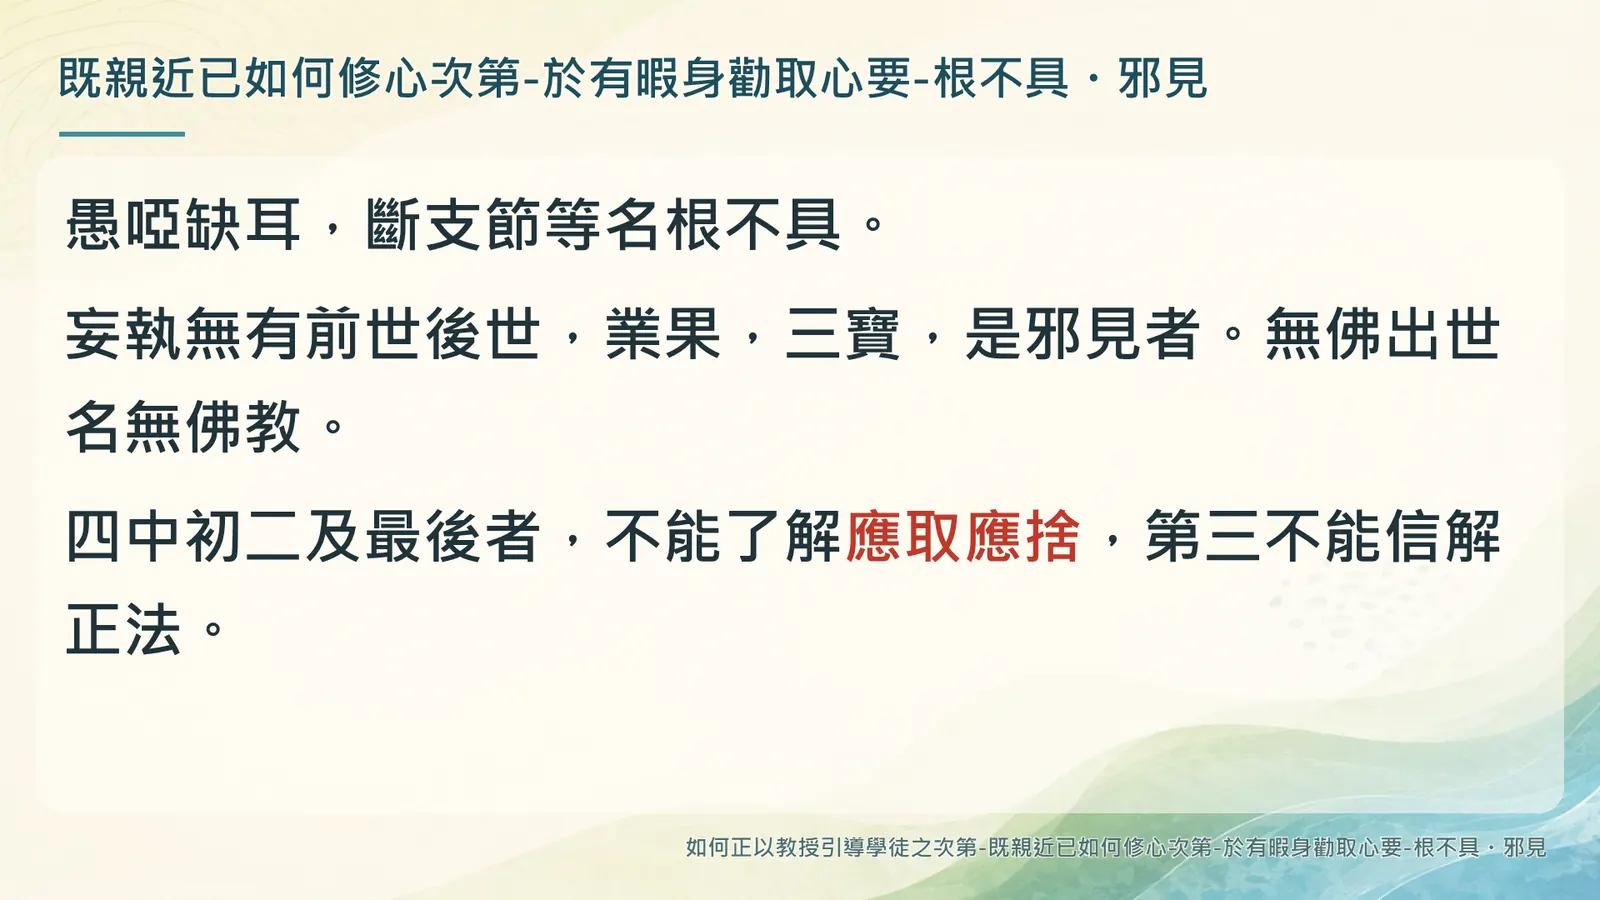 既親近已如何修心次第-於有暇身勸取心要-根不具．邪見
愚啞缺耳，斷支節等名根不具。
妄執無有前世後世，業果，三寶，是邪見者。無佛出世
名無佛教。
四中初二及最後者，不能了解應取應捨，第三不能信解
正法。
如何正以教授引導學徒之次第-既親近已如何修心次第-於有暇身勸取心要-根不具．邪見